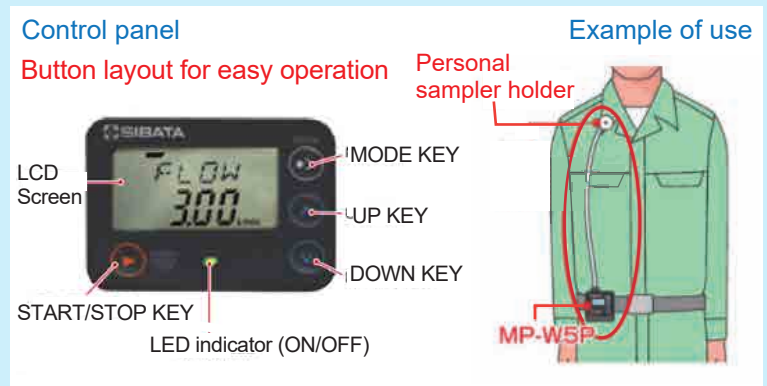 Control panel
Button layout for easy operation
SIBATA
FLOW
3.00
LCD
Screen
MODE KEY
UP KEY
DOWN KEY
START/STOP KEY
LED indicator (ON/OFF)
Example of use
Personal
sampler holder
MP-W5P